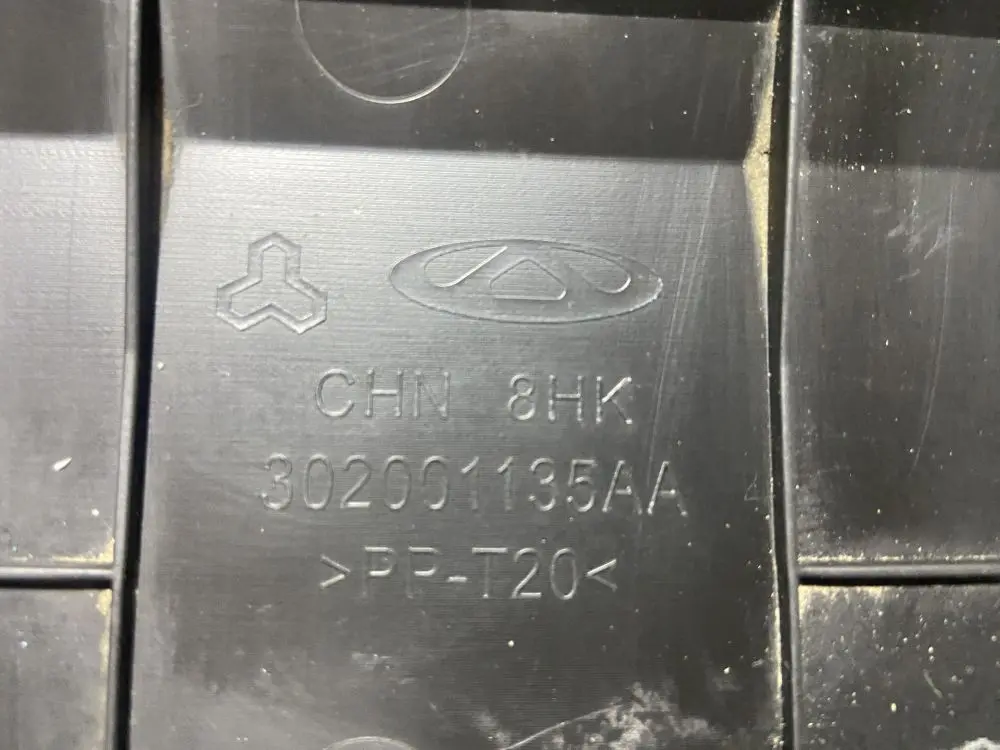 CHN 8HK
302001135AA
>PP-T20<